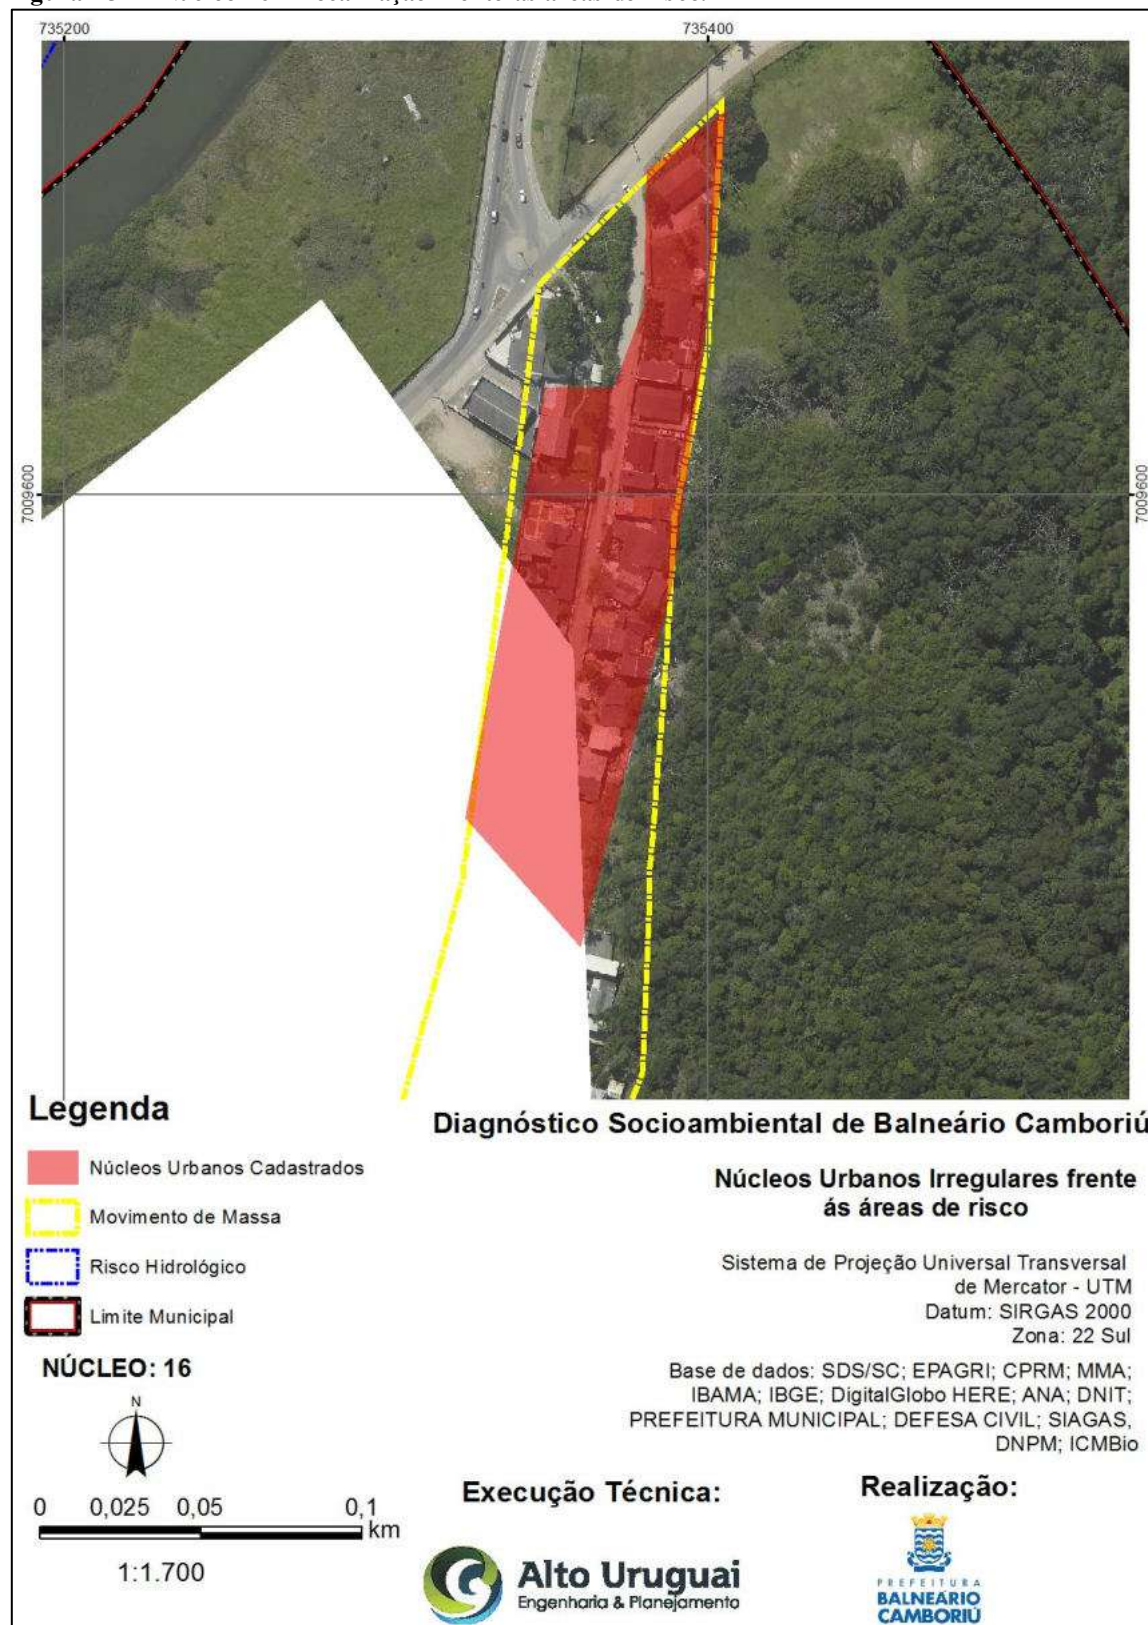 735200
735400
7009600
7009600
Legenda
Núcleos Urbanos Cadastrados
Movimento de Massa
Risco Hidrológico
Limite Municipal
NÚCLEO: 16
N
0 0,025 0,05 0,1
km
1:1.700
Diagnóstico Socioambiental de Balneário Camboriú
Núcleos Urbanos Irregulares frente
ás áreas de risco
Sistema de Projeção Universal Transversal
de Mercator - UTM
Datum: SIRGAS 2000
Zona: 22 Sul
Base de dados: SDS/SC; EPAGRI; CPRM; MMA;
IBAMA; IBGE; DigitalGlobo HERE; ANA; DNIT;
PREFEITURA MUNICIPAL; DEFESA CIVIL; SIAGAS,
DNPM; ICMBio
Execução Técnica:
Alto Uruguai
Engenharia & Planejamento
Realização:
PREFEITURA
BALNEÁRIO
CAMBORIÚ